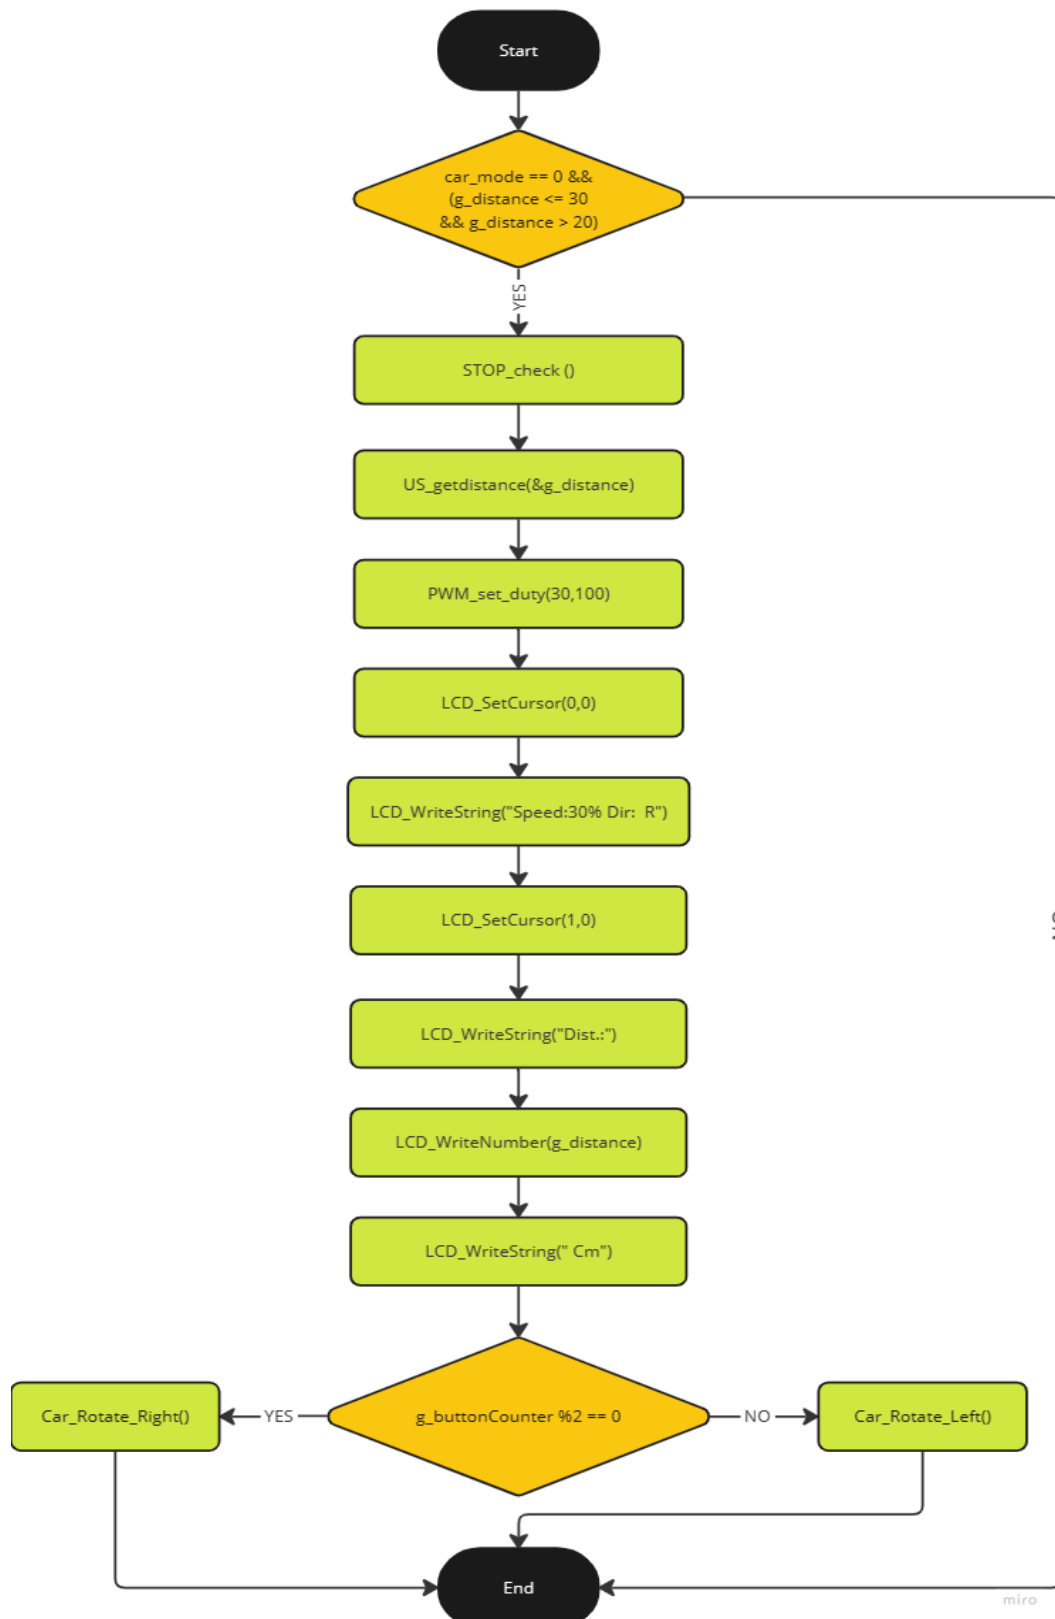 Start
car_mode == 0 &&
(g_distance <= 30
&& g_distance > 20)
YES
STOP_check ()
US_getdistance(&g_distance)
PWM_set_duty(30,100)
LCD_SetCursor(0,0)
LCD_WriteString("Speed:30% Dir:  R")
LCD_SetCursor(1,0)
LCD_WriteString("Dist.:")
LCD_WriteNumber(g_distance)
LCD_WriteString(" Cm")
Car_Rotate_Right()
YES
g_buttonCounter %2 == 0
NO
Car_Rotate_Left()
End
miro